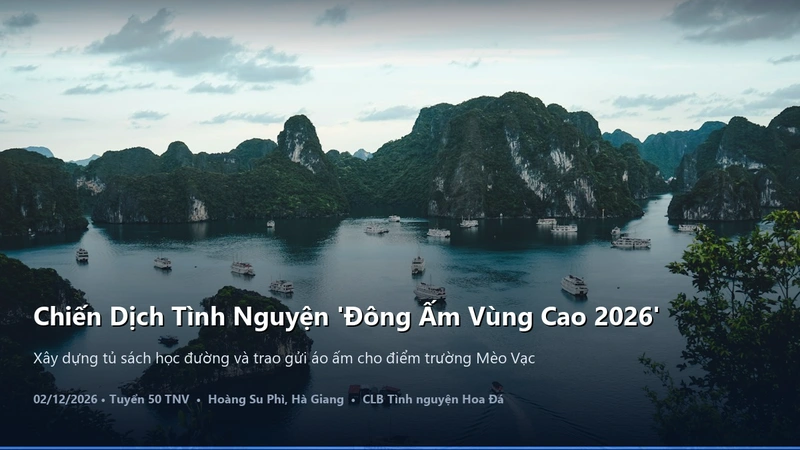 Chiến Dịch Tình Nguyện 'Đông Ấm Vùng Cao 2026'
Xây dựng tủ sách học đường và trao gửi áo ấm cho điểm trường Mèo Vạc
02/12/2026 • Tuyển 50 TNV • Hoàng Su Phì, Hà Giang • CLB Tình nguyện Hoa Đá